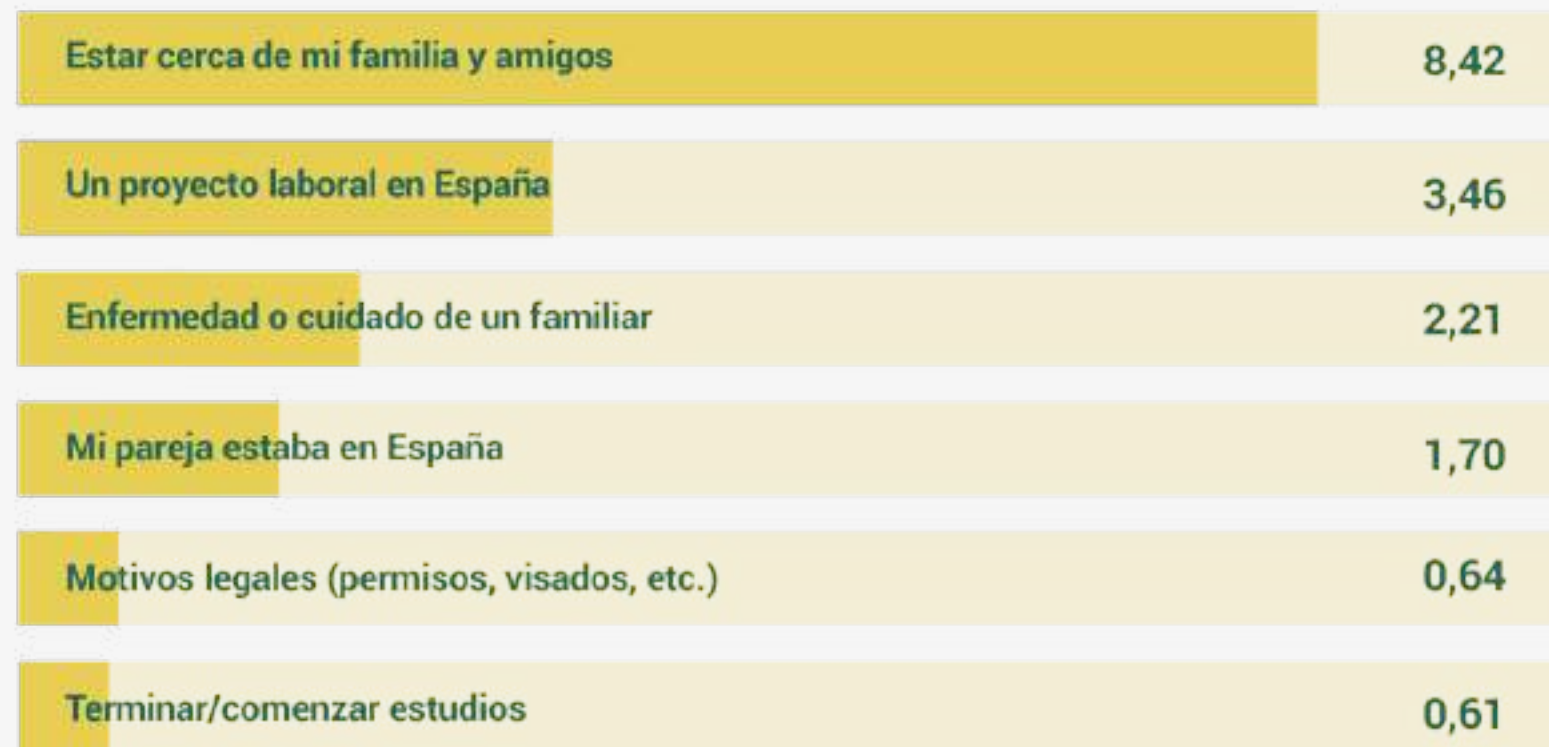 Estar cerca de mi familia y amigos 8,42
Un proyecto laboral en España 3,46
Enfermedad o cuidado de un familiar 2,21
Mi pareja estaba en España 1,70
Motivos legales (permisos, visados, etc.) 0,64
Terminar/comenzar estudios 0,61